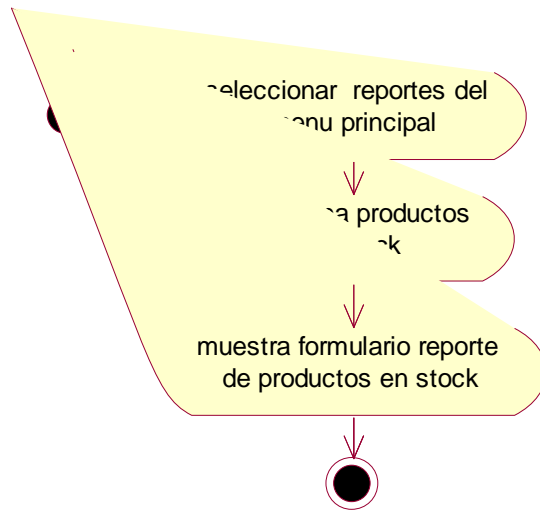 reportes del
principal
productos
muestra formulario reporte
de productos en stock